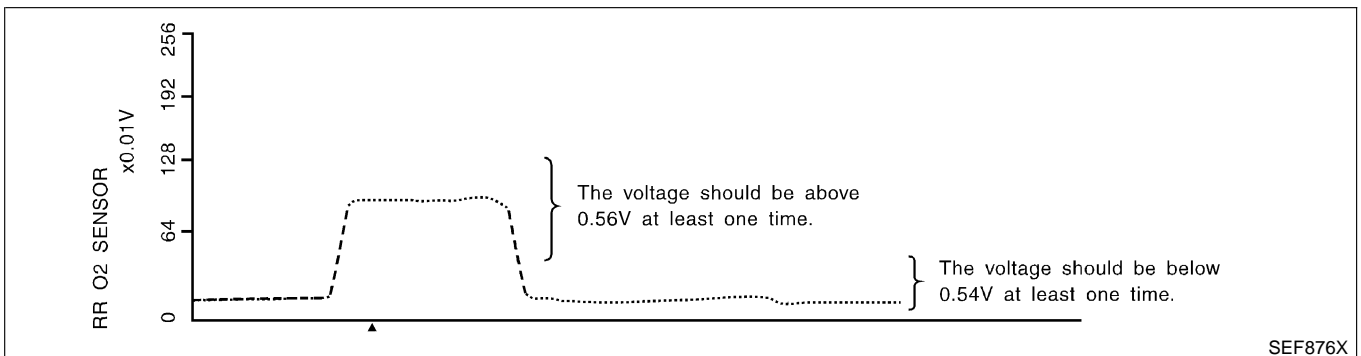 256
192
128
64
0
x0.01V
RR O2 SENSOR
The voltage should be above
0.56V at least one time.
The voltage should be below
0.54V at least one time.
SEF876X